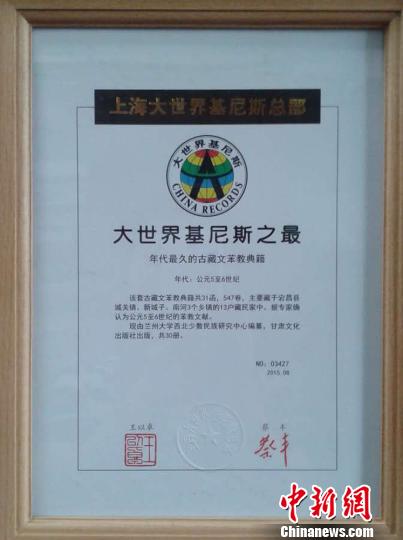 上海大世界基尼斯总部
大世界基尼斯
CHINA RECORDS
大世界基尼斯之最
年代最久的古藏文苯教典籍
年代：公元5至6世纪
该套古藏文苯教典籍共31函，547卷，主要藏于宕昌县
城关镇、新城子、南河3个乡镇的13户藏民家中。据专家确
认为公元5至6世纪的苯教文献。
现由兰州大学西北少数民族研究中心编纂，甘肃文化
出版社出版，共30册。
NO：03427
2015.08
王以卓
蔡 丰
蔡丰
中新网
Chinanews.com